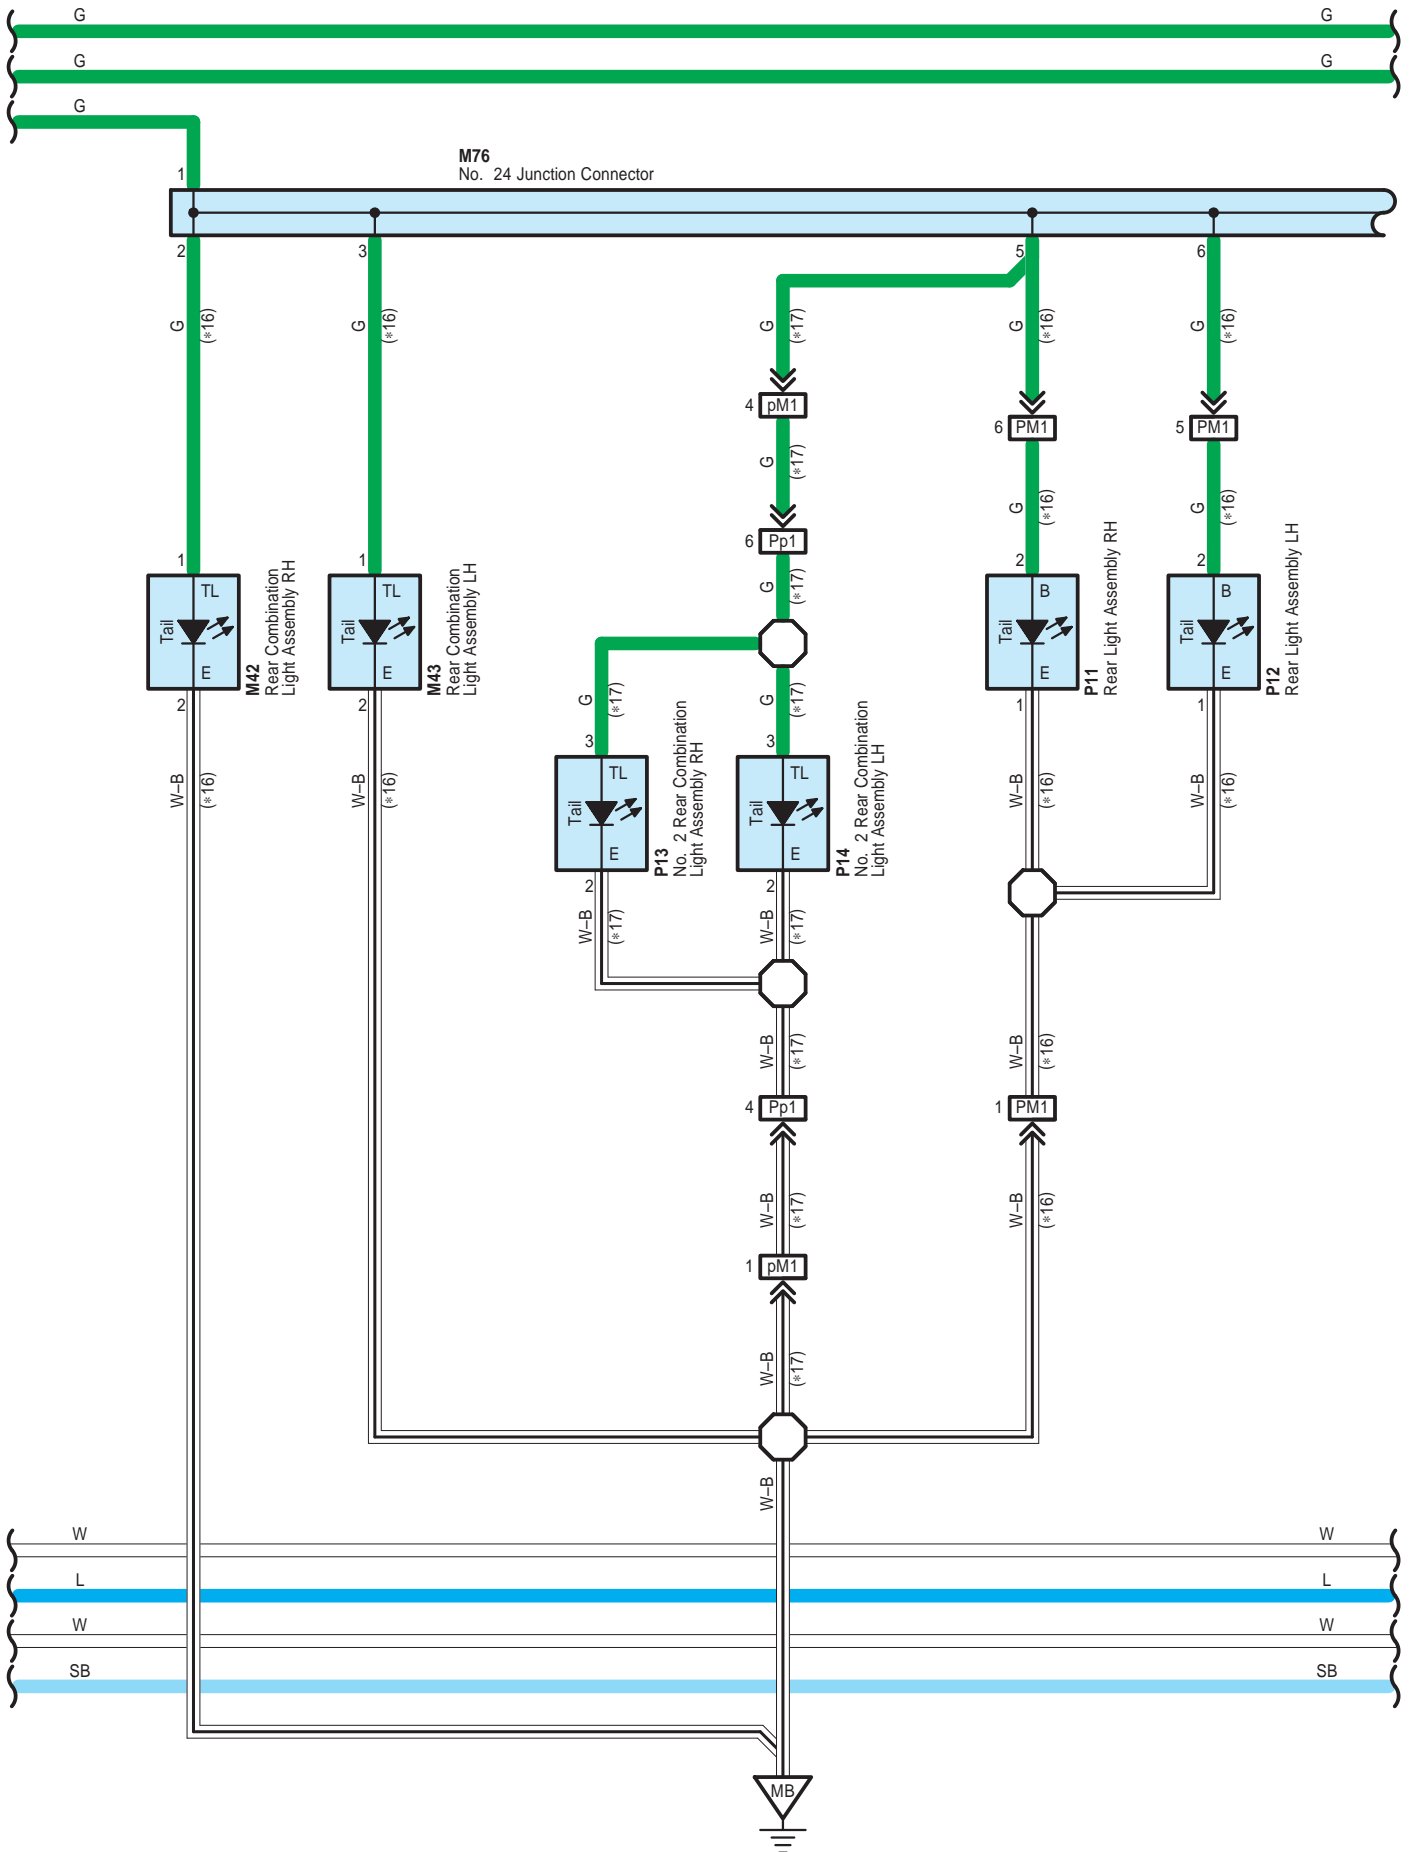 G G
G G
G
M76
No. 24 Junction Connector
1
2 3 5 6
G (*16)
G (*16)
G (*17)
G (*16)
G (*16)
4 pM1
6 PM1
5 PM1
G (*17)
G (*16)
G (*16)
6 Pp1
G (*17)
1
TL
Tail
E
2
M42
Rear Combination
Light Assembly RH
1
TL
Tail
E
2
M43
Rear Combination
Light Assembly LH
2
B
Tail
E
1
P11
Rear Light Assembly RH
2
B
Tail
E
1
P12
Rear Light Assembly LH
G (*17)
G (*17)
3
TL
Tail
E
2
P13
No. 2 Rear Combination
Light Assembly RH
3
TL
Tail
E
2
P14
No. 2 Rear Combination
Light Assembly LH
W–B (*16)
W–B (*16)
W–B (*16)
W–B (*16)
W–B (*17)
W–B (*17)
W–B (*17)
W–B (*16)
4 Pp1
1 PM1
W–B (*17)
W–B (*16)
1 pM1
W–B (*17)
W–B
W W
L L
W W
SB SB
MB